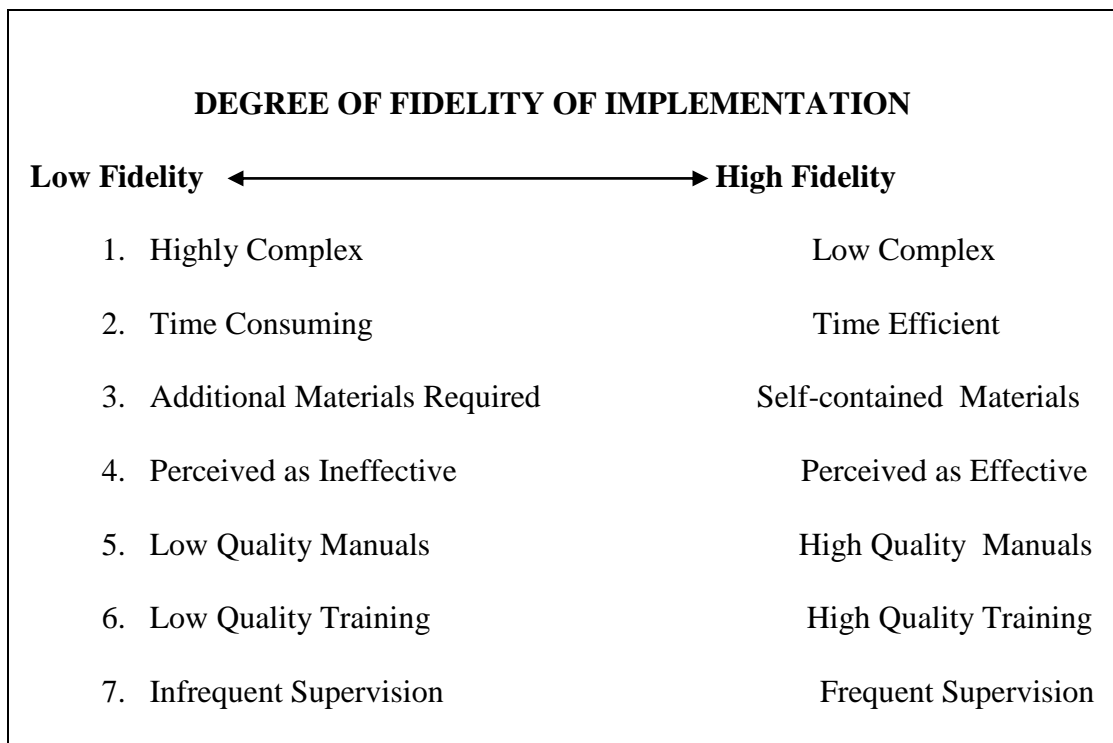 DEGREE OF FIDELITY OF IMPLEMENTATION
Low Fidelity High Fidelity
1. Highly Complex Low Complex
2. Time Consuming Time Efficient
3. Additional Materials Required Self-contained Materials
4. Perceived as Ineffective Perceived as Effective
5. Low Quality Manuals High Quality Manuals
6. Low Quality Training High Quality Training
7. Infrequent Supervision Frequent Supervision